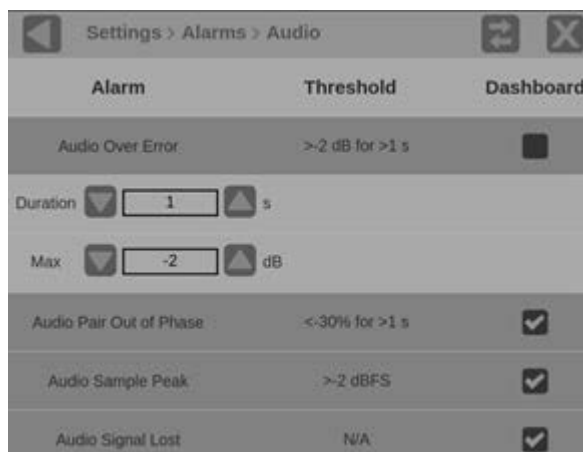 Settings > Alarms > Audio
Alarm Threshold Dashboard
Audio Over Error >-2 dB for >1 s
Duration 1 s
Max -2 dB
Audio Pair Out of Phase <-30% for >1 s
Audio Sample Peak >-2 dBFS
Audio Signal Lost N/A